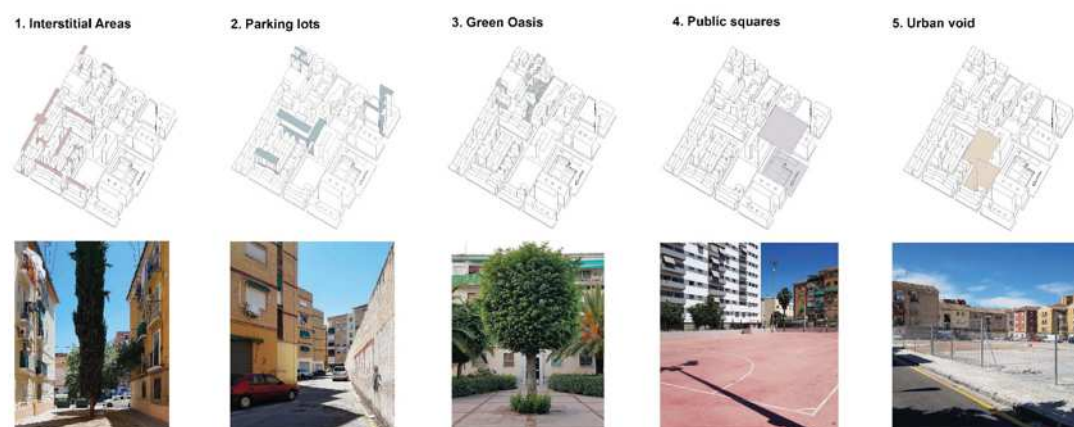 1. Interstitial Areas
2. Parking lots
3. Green Oasis
4. Public squares
5. Urban void